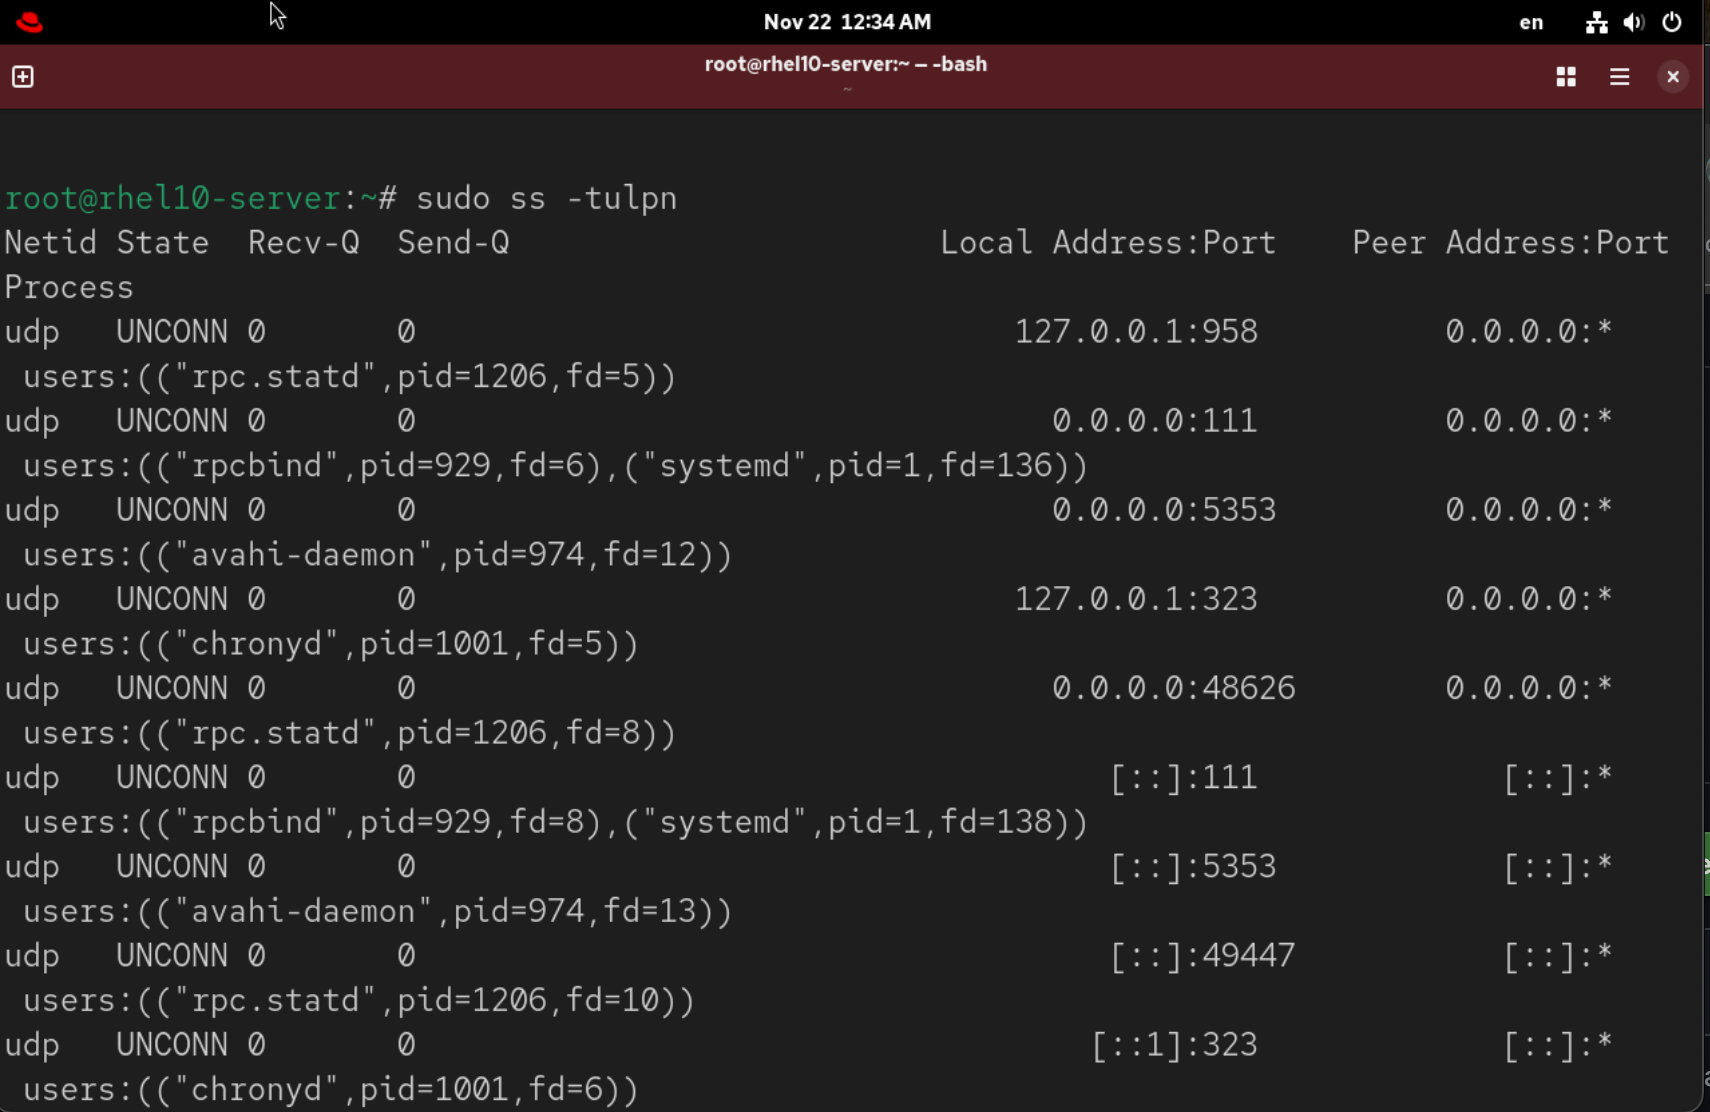 Nov 22  12:34 AM
en
root@rhel10-server:~ — -bash
~
root@rhel10-server:~# sudo ss -tulpn
Netid State  Recv-Q  Send-Q                       Local Address:Port    Peer Address:Port
Process
udp   UNCONN 0       0                                127.0.0.1:958          0.0.0.0:*
 users:(("rpc.statd",pid=1206,fd=5))
udp   UNCONN 0       0                                  0.0.0.0:111          0.0.0.0:*
 users:(("rpcbind",pid=929,fd=6),("systemd",pid=1,fd=136))
udp   UNCONN 0       0                                  0.0.0.0:5353         0.0.0.0:*
 users:(("avahi-daemon",pid=974,fd=12))
udp   UNCONN 0       0                                127.0.0.1:323          0.0.0.0:*
 users:(("chronyd",pid=1001,fd=5))
udp   UNCONN 0       0                                  0.0.0.0:48626        0.0.0.0:*
 users:(("rpc.statd",pid=1206,fd=8))
udp   UNCONN 0       0                                     [::]:111             [::]:*
 users:(("rpcbind",pid=929,fd=8),("systemd",pid=1,fd=138))
udp   UNCONN 0       0                                     [::]:5353            [::]:*
 users:(("avahi-daemon",pid=974,fd=13))
udp   UNCONN 0       0                                     [::]:49447           [::]:*
 users:(("rpc.statd",pid=1206,fd=10))
udp   UNCONN 0       0                                    [::1]:323             [::]:*
 users:(("chronyd",pid=1001,fd=6))